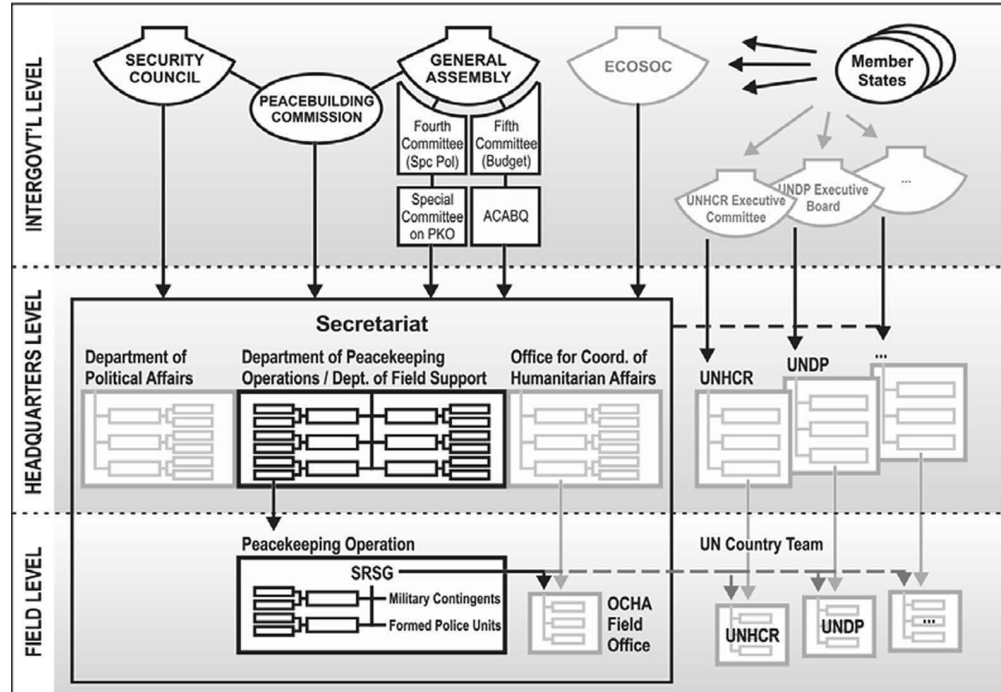 INTERGOVT'L LEVEL
SECURITY
COUNCIL
PEACEBUILDING
COMMISSION
GENERAL
ASSEMBLY
Fourth
Committee
(Spc Pol)
Fifth
Committee
(Budget)
Special
Committee
on PKO
ACABQ
ECOSOC
Member
States
UNHCR Executive
Committee
UNDP Executive
Board
...
HEADQUARTERS LEVEL
Secretariat
Department of
Political Affairs
Department of Peacekeeping
Operations / Dept. of Field Support
Office for Coord. of
Humanitarian Affairs
UNHCR
UNDP
...
FIELD LEVEL
Peacekeeping Operation
SRSG
Military Contingents
Formed Police Units
OCHA
Field
Office
UN Country Team
UNHCR
UNDP
...